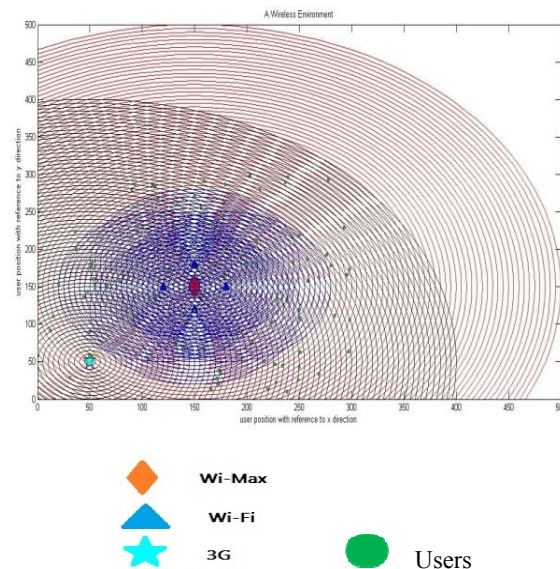 A Wireless Environment
user position with reference to y direction
500
450
400
350
300
250
200
150
100
50
0
0 50 100 150 200 250 300 350 400 450 500
user position with reference to x direction
Wi-Max
Wi-Fi
3G
Users